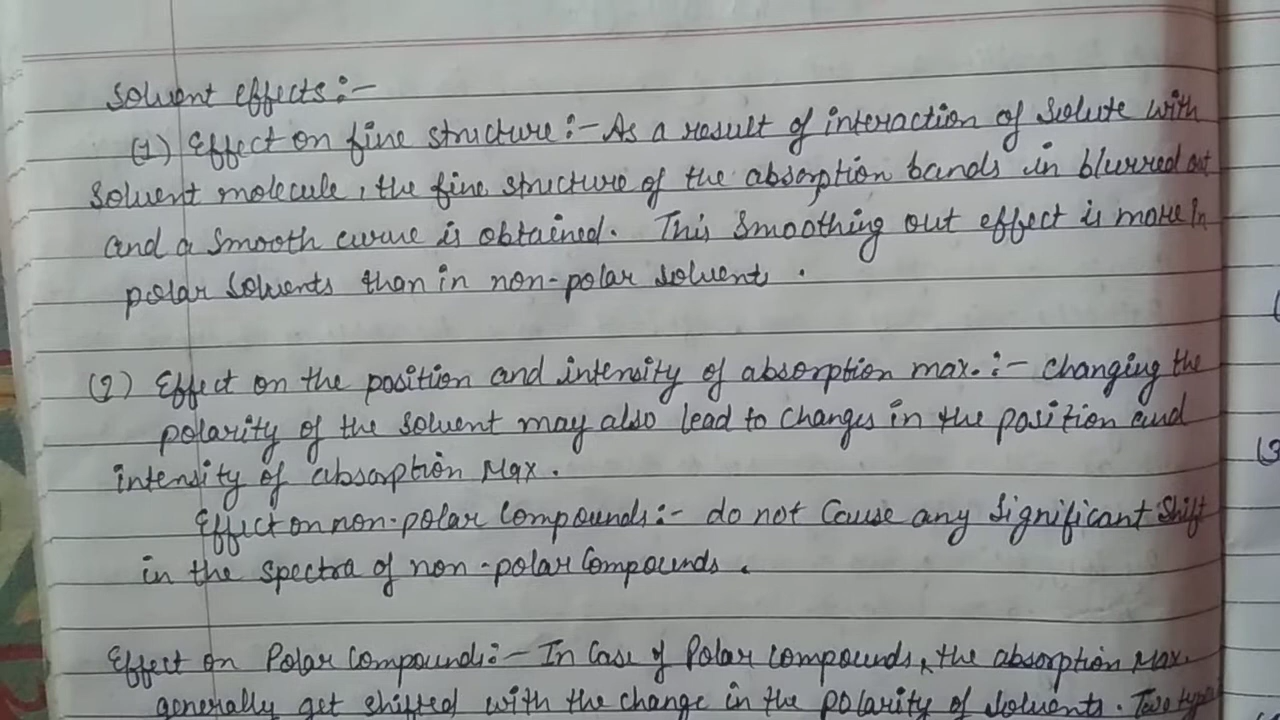 Solvent effects:-
(1) Effect on fine structure:- As a result of interaction of Solute with
Solvent molecule, the fine structure of the absorption bands in blurred out
and a smooth curve is obtained. This Smoothing out effect is more in
polar Solvents than in non-polar solvents.
(2) Effect on the position and intensity of absorption max.:- Changing the
polarity of the solvent may also lead to changes in the position and
intensity of absorption Max.
Effect on non-polar Compounds:- do not Cause any significant shift
in the spectra of non-polar Compounds.
Effect on Polar Compounds:- In Case of Polar compounds, the absorption Max.
generally get shifted with the change in the polarity of solvents. Two